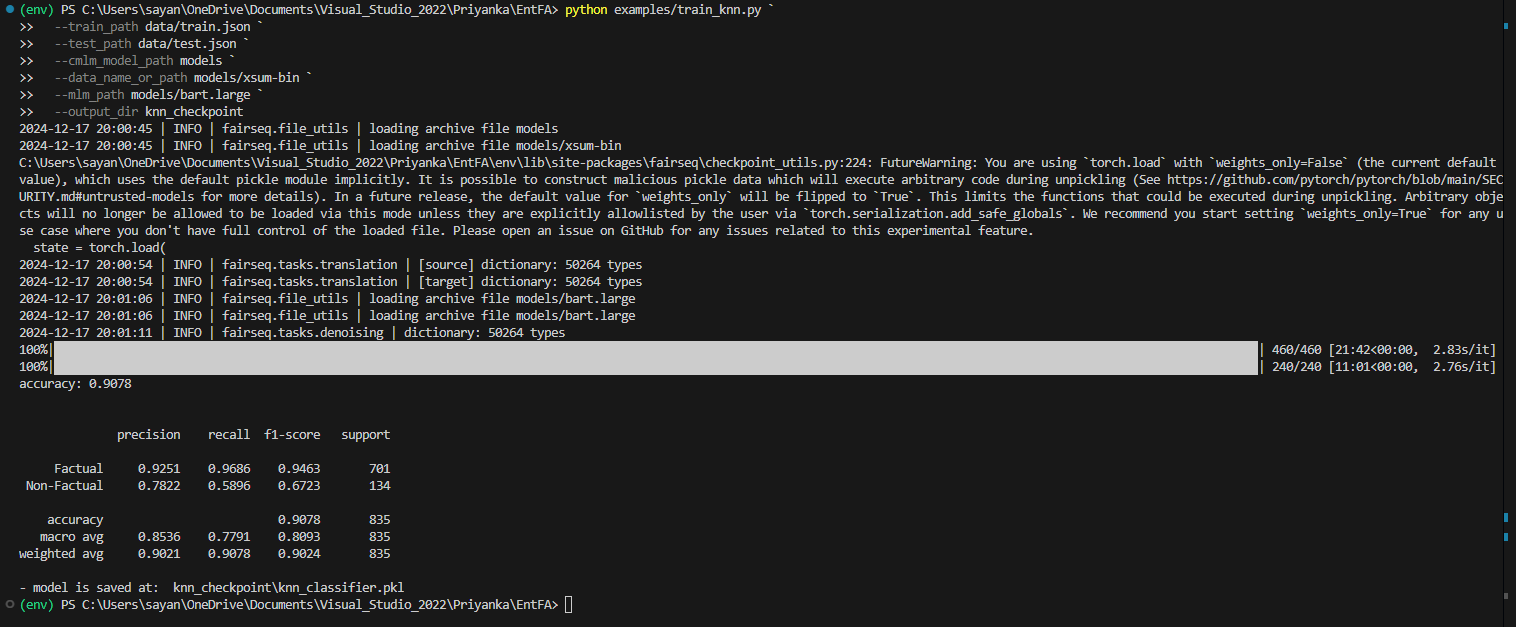 (env) PS C:\Users\sayan\OneDrive\Documents\Visual_Studio_2022\Priyanka\EntFA> python examples/train_knn.py `
>>   --train_path data/train.json `
>>   --test_path data/test.json `
>>   --cmlm_model_path models `
>>   --data_name_or_path models/xsum-bin `
>>   --mlm_path models/bart.large `
>>   --output_dir knn_checkpoint
2024-12-17 20:00:45 | INFO | fairseq.file_utils | loading archive file models
2024-12-17 20:00:45 | INFO | fairseq.file_utils | loading archive file models/xsum-bin
C:\Users\sayan\OneDrive\Documents\Visual_Studio_2022\Priyanka\EntFA\env\lib\site-packages\fairseq\checkpoint_utils.py:224: FutureWarning: You are using `torch.load` with `weights_only=False` (the current default
value), which uses the default pickle module implicitly. It is possible to construct malicious pickle data which will execute arbitrary code during unpickling (See https://github.com/pytorch/pytorch/blob/main/SEC
URITY.md#untrusted-models for more details). In a future release, the default value for `weights_only` will be flipped to `True`. This limits the functions that could be executed during unpickling. Arbitrary obje
cts will no longer be allowed to be loaded via this mode unless they are explicitly allowlisted by the user via `torch.serialization.add_safe_globals`. We recommend you start setting `weights_only=True` for any u
se case where you don't have full control of the loaded file. Please open an issue on GitHub for any issues related to this experimental feature.
  state = torch.load(
2024-12-17 20:00:54 | INFO | fairseq.tasks.translation | [source] dictionary: 50264 types
2024-12-17 20:00:54 | INFO | fairseq.tasks.translation | [target] dictionary: 50264 types
2024-12-17 20:01:06 | INFO | fairseq.file_utils | loading archive file models/bart.large
2024-12-17 20:01:06 | INFO | fairseq.file_utils | loading archive file models/bart.large
2024-12-17 20:01:11 | INFO | fairseq.tasks.denoising | dictionary: 50264 types
100%| | 460/460 [21:42<00:00,  2.83s/it]
100%| | 240/240 [11:01<00:00,  2.76s/it]
accuracy: 0.9078
              precision    recall  f1-score   support
     Factual     0.9251    0.9686    0.9463       701
 Non-Factual     0.7822    0.5896    0.6723       134
    accuracy                         0.9078       835
   macro avg     0.8536    0.7791    0.8093       835
weighted avg     0.9021    0.9078    0.9024       835
- model is saved at:  knn_checkpoint\knn_classifier.pkl
(env) PS C:\Users\sayan\OneDrive\Documents\Visual_Studio_2022\Priyanka\EntFA>